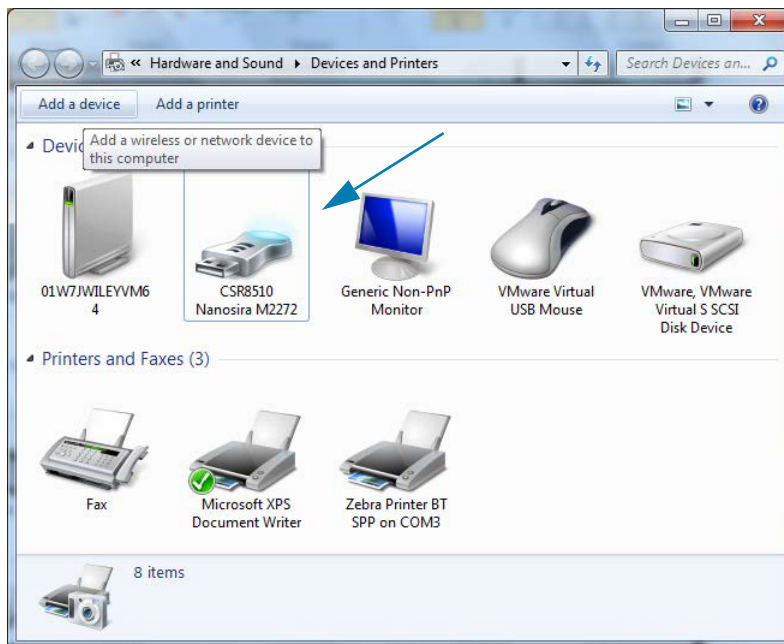 Hardware and Sound
Devices and Printers
Search Devices an...
Add a device
Add a printer
Devic
Add a wireless or network device to
this computer
01W7JWILEYVM6
4
CSR8510
Nanosira M2272
Generic Non-PnP
Monitor
VMware Virtual
USB Mouse
VMware, VMware
Virtual S SCSI
Disk Device
Printers and Faxes (3)
Fax
Microsoft XPS
Document Writer
Zebra Printer BT
SPP on COM3
8 items